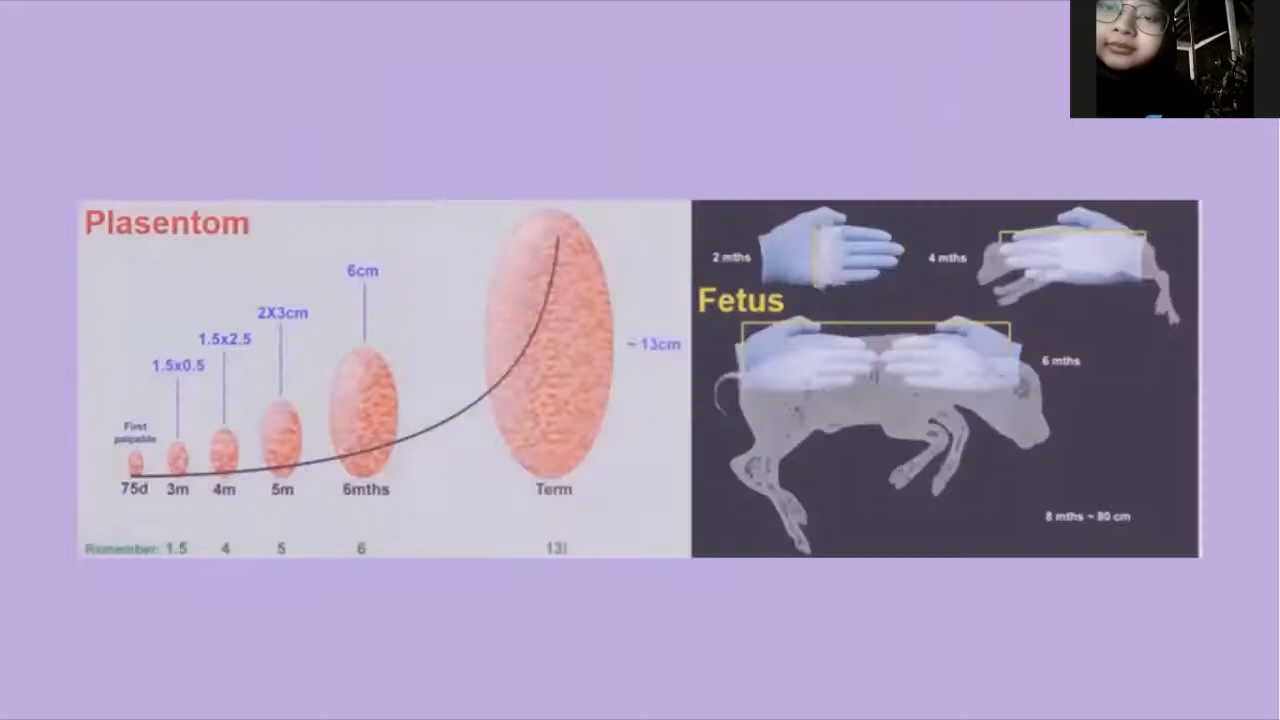 Plasentom
6cm
2X3cm
1.5x2.5
1.5x0.5
~ 13cm
First
palpable
75d 3m 4m 5m 6mths Term
Remember: 1.5 4 5 6 13!
2 mths
4 mths
Fetus
6 mths
8 mths ~ 80 cm